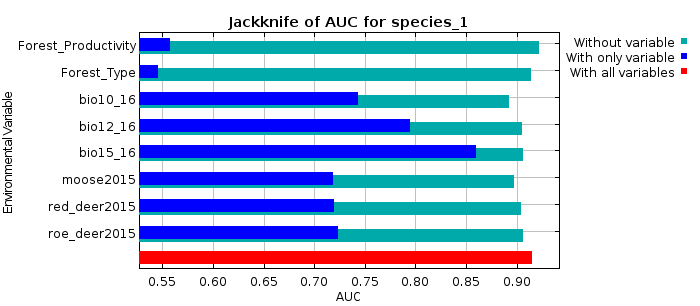 Jackknife of AUC for species_1
Environmental Variable
Forest_Productivity
Forest_Type
bio10_16
bio12_16
bio15_16
moose2015
red_deer2015
roe_deer2015
0.55 0.60 0.65 0.70 0.75 0.80 0.85 0.90
AUC
Without variable
With only variable
With all variables